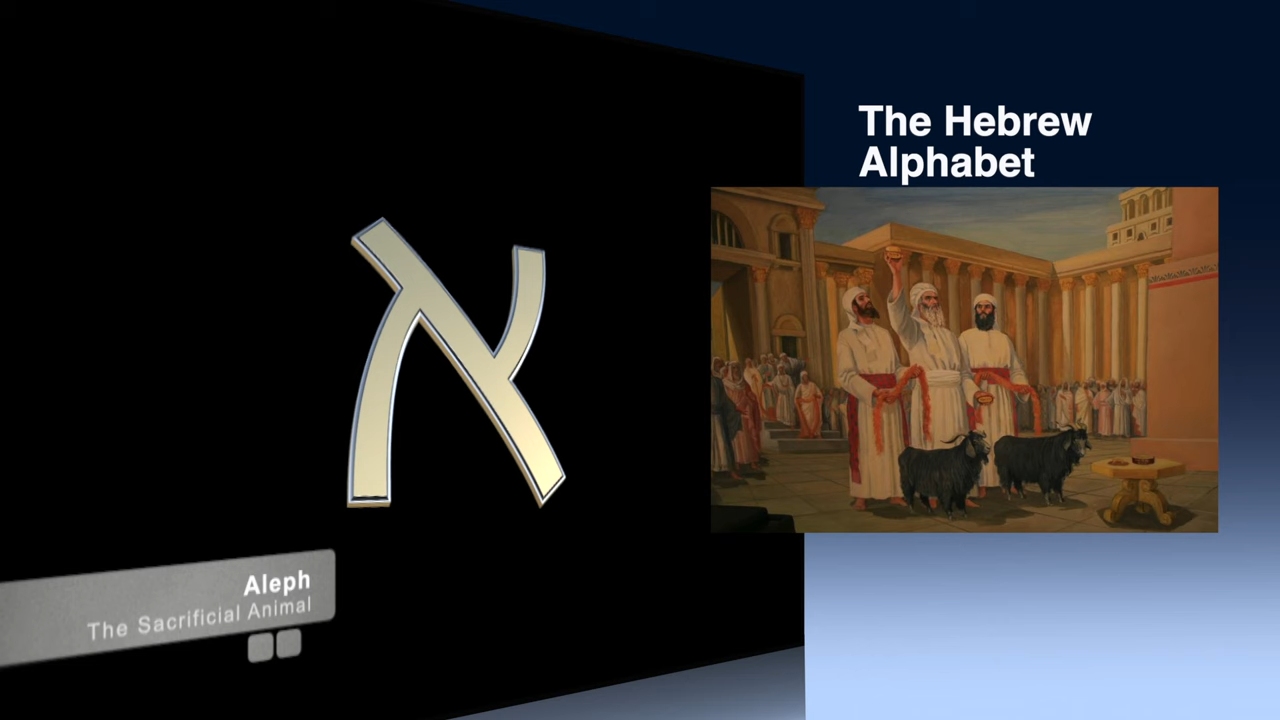 The Hebrew
Alphabet
א
Aleph
The Sacrificial Animal